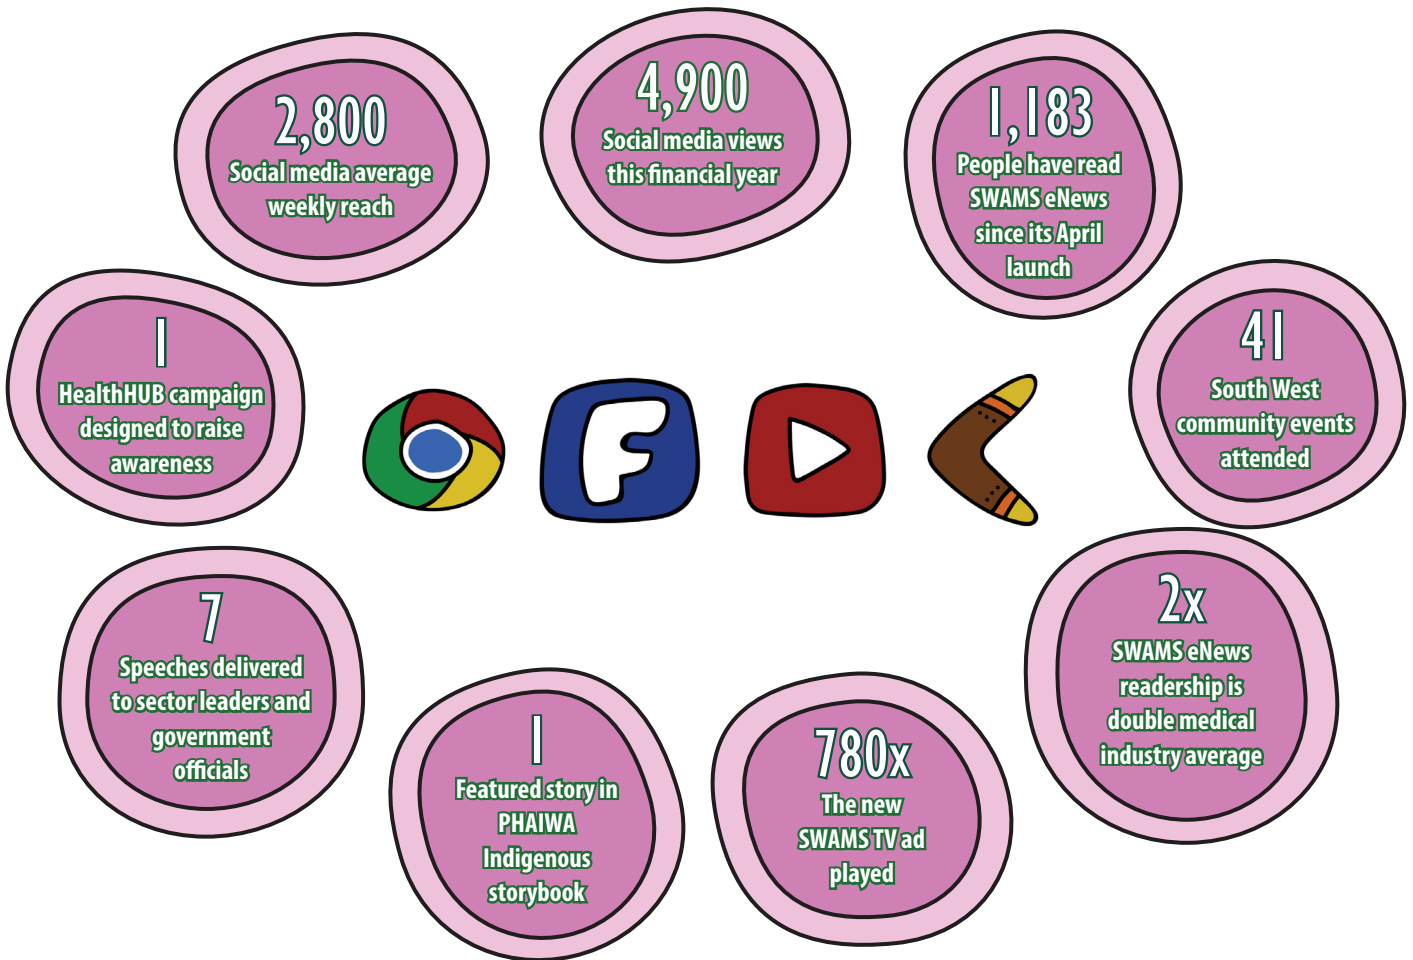 2,800
Social media average
weekly reach
4,900
Social media views
this financial year
1,183
People have read
SWAMS eNews
since its April
launch
1
HealthHUB campaign
designed to raise
awareness
41
South West
community events
attended
F
7
Speeches delivered
to sector leaders and
government
officials
2x
SWAMS eNews
readership is
double medical
industry average
1
Featured story in
PHAIWA
Indigenous
storybook
780x
The new
SWAMS TV ad
played